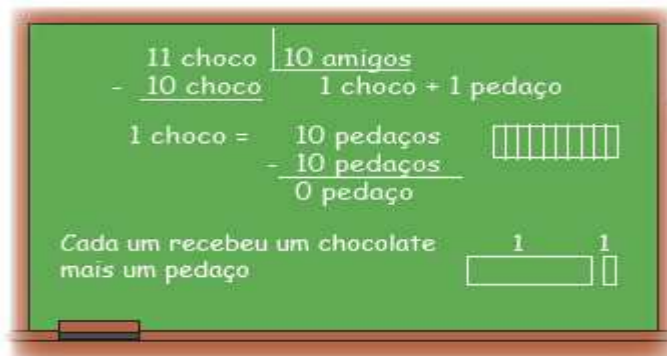 11 choco 10 amigos
- 10 choco 1 choco + 1 pedaço
1 choco = 10 pedaços
- 10 pedaços
0 pedaço
Cada um recebeu um chocolate 1 1
mais um pedaço